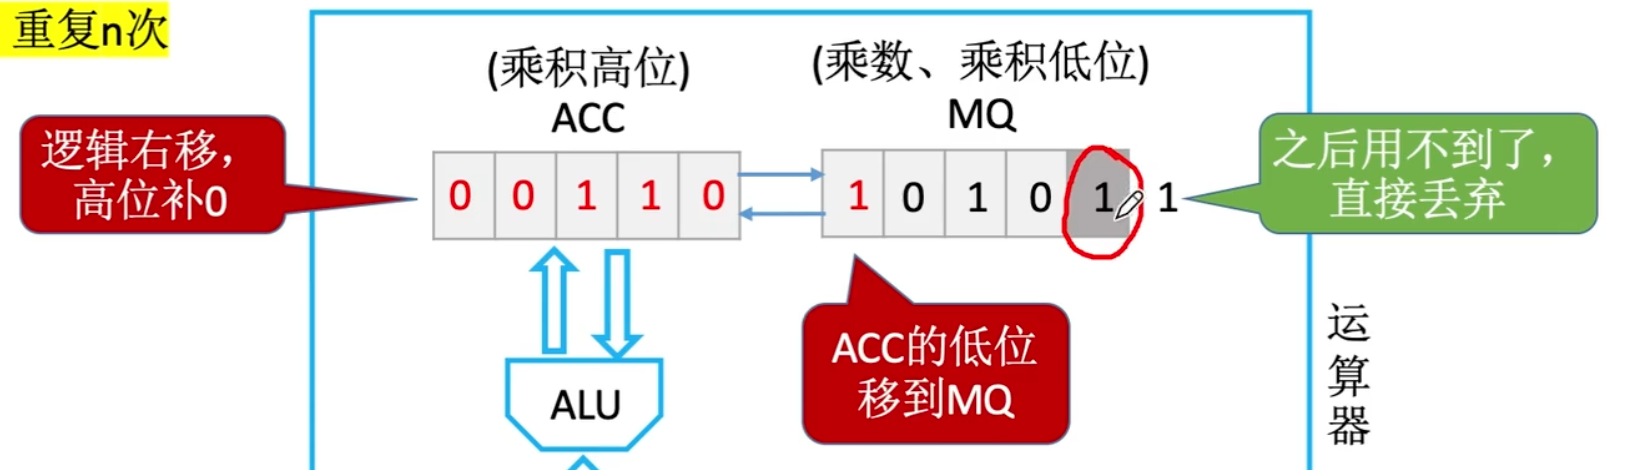 重复n次
(乘积高位)
ACC
(乘数、乘积低位)
MQ
逻辑右移，
高位补0
0 0 1 1 0
1 0 1 0 1 1
之后用不到了，
直接丢弃
ACC的低位
移到MQ
ALU
运算器